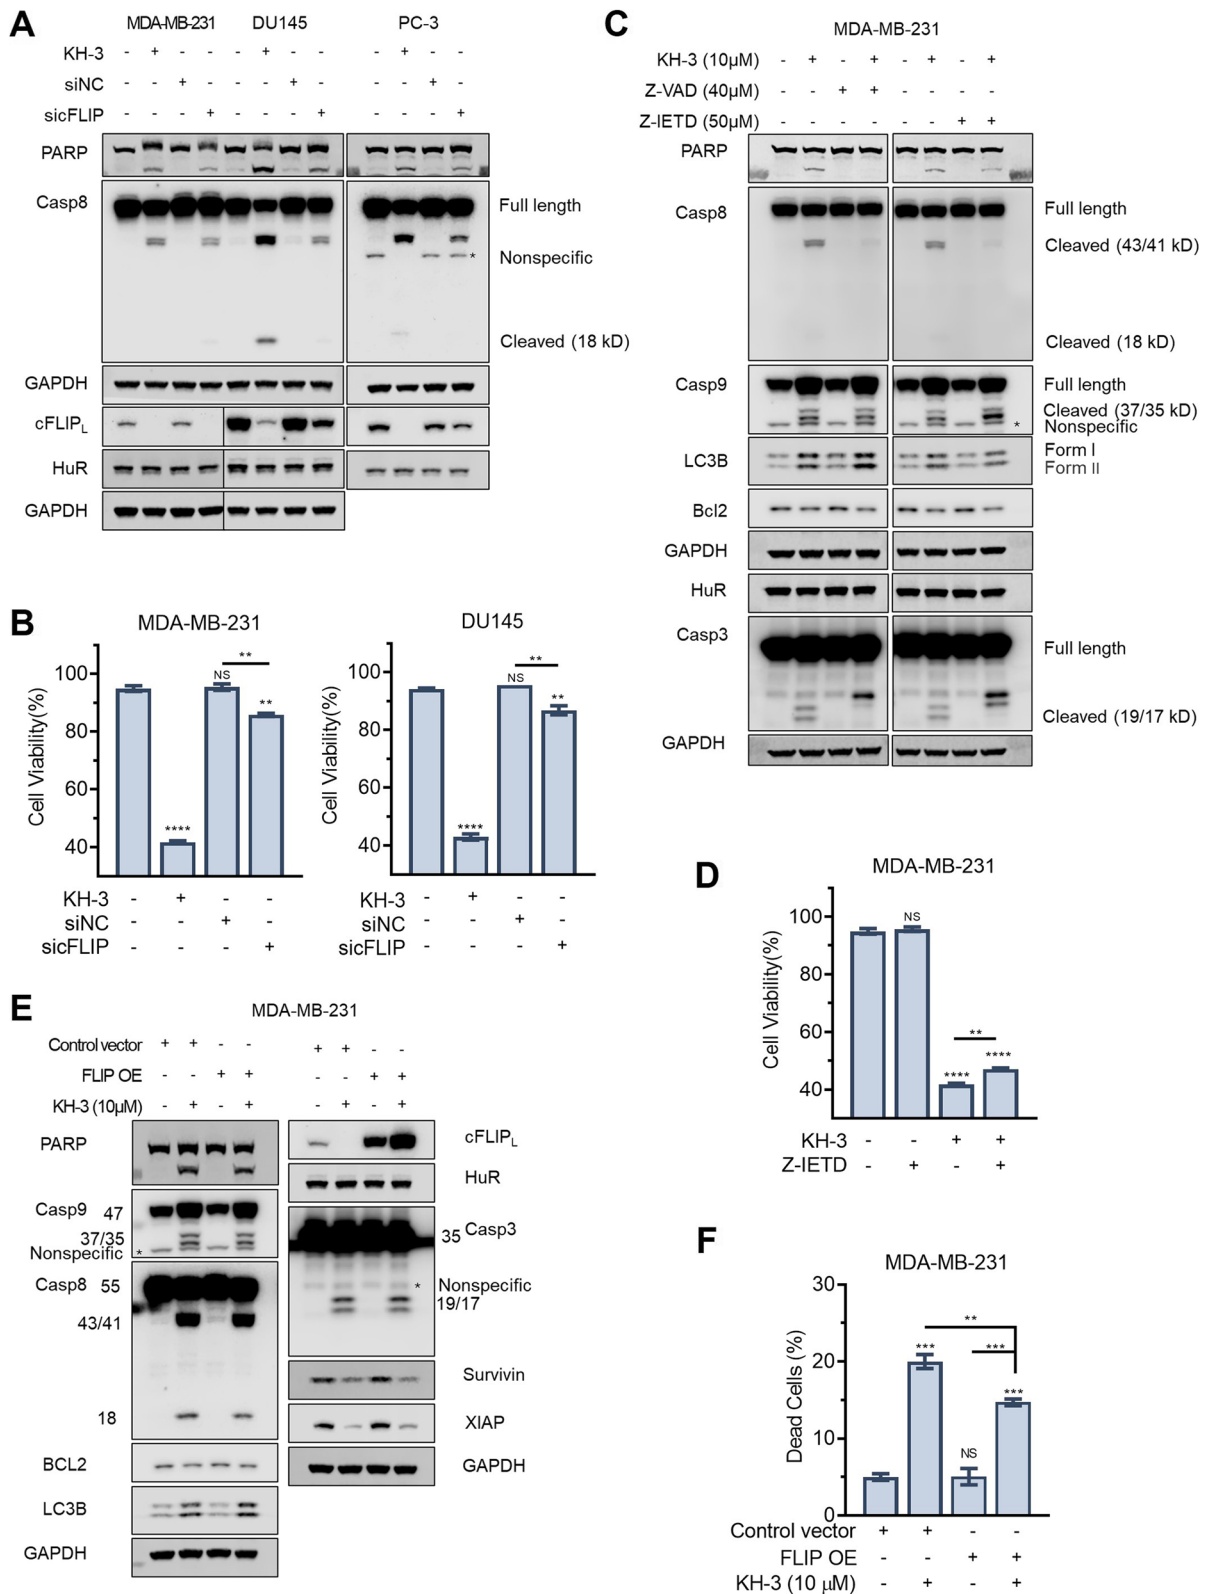 A
MDA-MB-231 DU145 PC-3
KH-3 - + - - - + - - - + - -
siNC - - + - - - + - - - + -
sicFLIP - - - + - - - + - - - +
PARP
Casp8 Full length
Nonspecific *
Cleaved (18 kD)
GAPDH
cFLIPL
HuR
GAPDH
B
MDA-MB-231
Cell Viability(%)
100
80
60
40
**** NS ** **
KH-3 - + - -
siNC - - + -
sicFLIP - - - +
DU145
Cell Viability(%)
100
80
60
40
**** NS ** **
- + - -
- - + -
- - - +
C
MDA-MB-231
KH-3 (10µM) - + - + - + - +
Z-VAD (40µM) - - + + - - - -
Z-IETD (50µM) - - - - - - + +
PARP
Casp8 Full length
Cleaved (43/41 kD)
Cleaved (18 kD)
Casp9 Full length
Cleaved (37/35 kD)
* Nonspecific
LC3B Form I
Form II
Bcl2
GAPDH
HuR
Casp3 Full length
Cleaved (19/17 kD)
GAPDH
D
MDA-MB-231
Cell Viability(%)
100
80
60
40
NS **** ** ****
KH-3 - - + +
Z-IETD - + - +
E
MDA-MB-231
Control vector + + - - + + - -
FLIP OE - - + + - - + +
KH-3 (10µM) - + - + - + - +
PARP
Casp9 47
37/35
Nonspecific *
Casp8 55
43/41
18
BCL2
LC3B
GAPDH
cFLIPL
HuR
35 Casp3
* Nonspecific
19/17
Survivin
XIAP
GAPDH
F
MDA-MB-231
Dead Cells (%)
30
20
10
0
*** NS *** ** ***
Control vector + + - -
FLIP OE - - + +
KH-3 (10 µM) - + - +